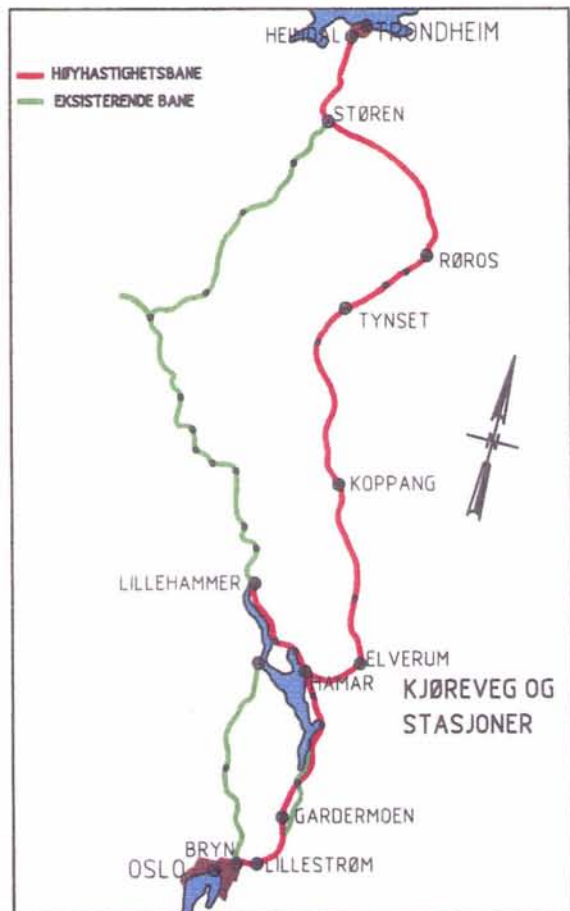 HEIMDAL
TRONDHEIM
HØYHASTIGHETSBANE
EKSISTERENDE BANE
STØREN
RØROS
TYNSET
N
KOPPANG
LILLEHAMMER
ELVERUM
HAMAR
KJØREVEG OG
STASJONER
GARDERMOEN
BRYN
OSLO
LILLESTRØM